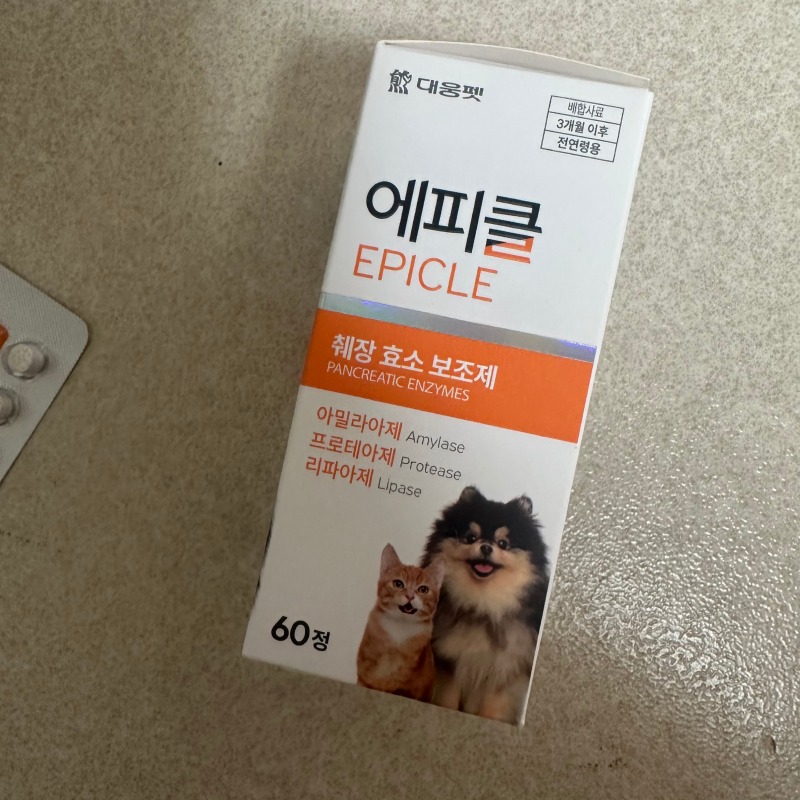 대웅펫
배합사료
3개월 이후
전연령용
에피클
EPICLE
췌장 효소 보조제
PANCREATIC ENZYMES
아밀라아제 Amylase
프로테아제 Protease
리파아제 Lipase
60정